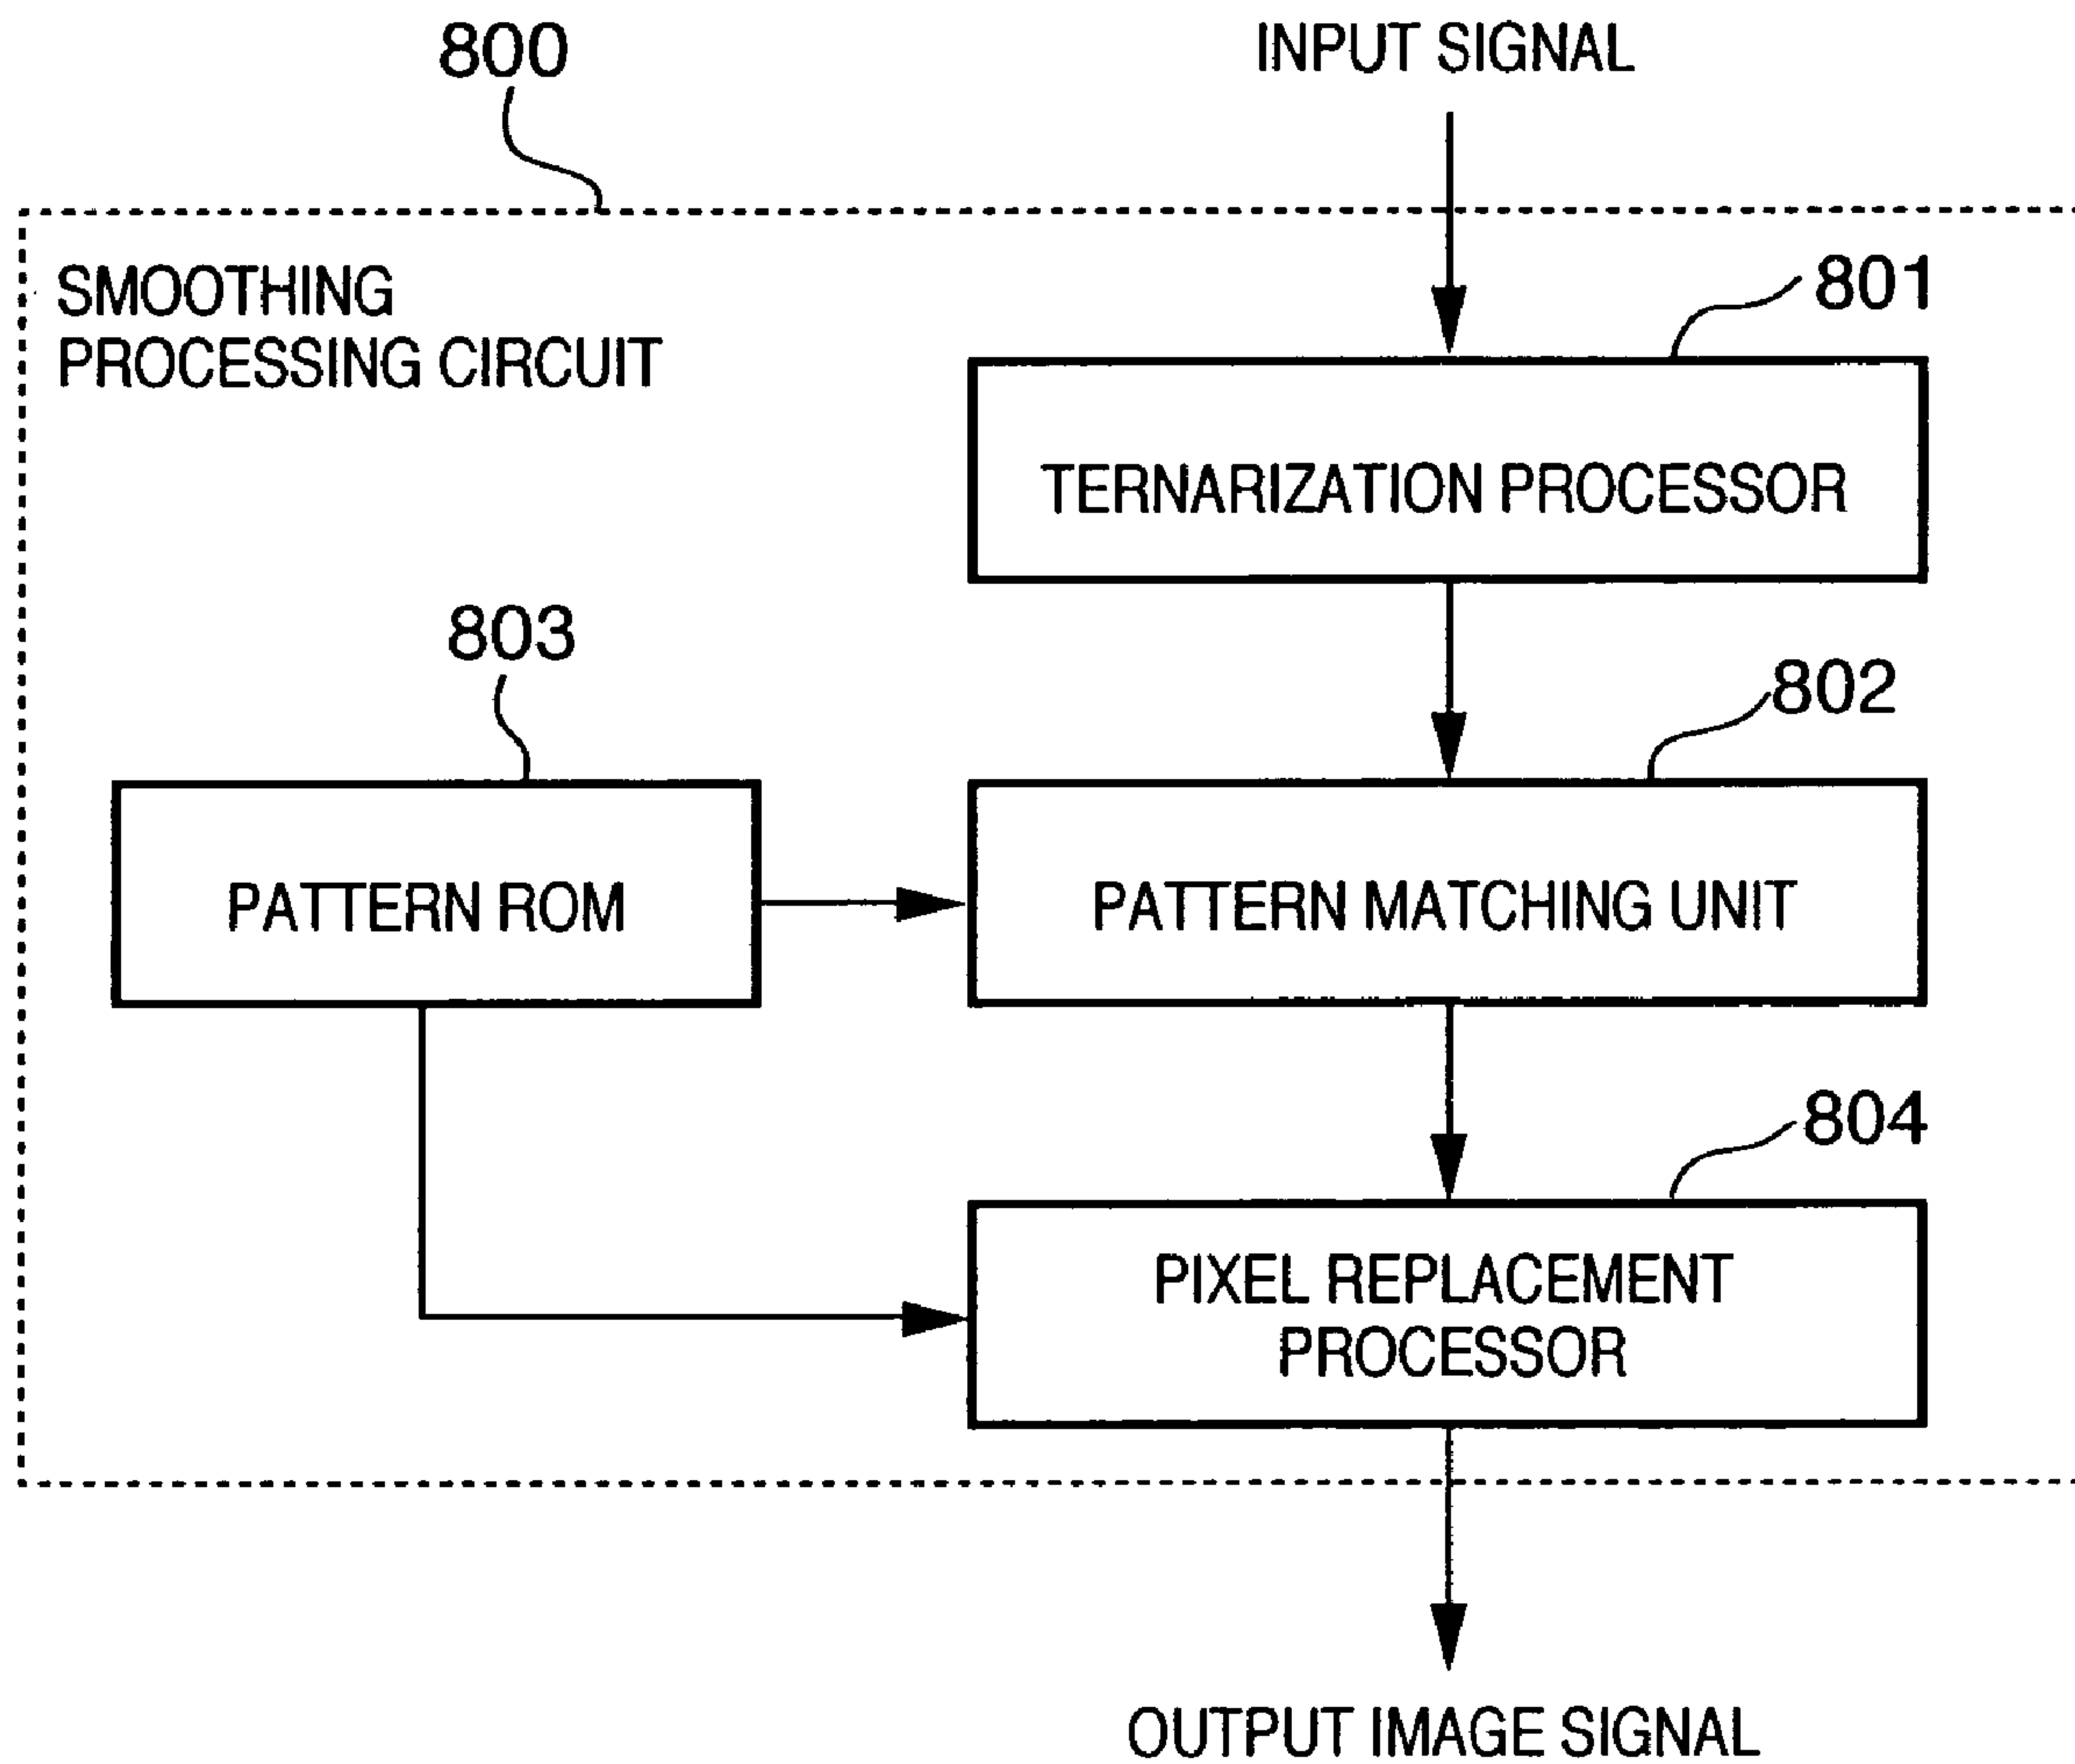 800
INPUT SIGNAL
SMOOTHING
PROCESSING CIRCUIT
801
TERNARIZATION PROCESSOR
803
802
PATTERN ROM
PATTERN MATCHING UNIT
804
PIXEL REPLACEMENT
PROCESSOR
OUTPUT IMAGE SIGNAL